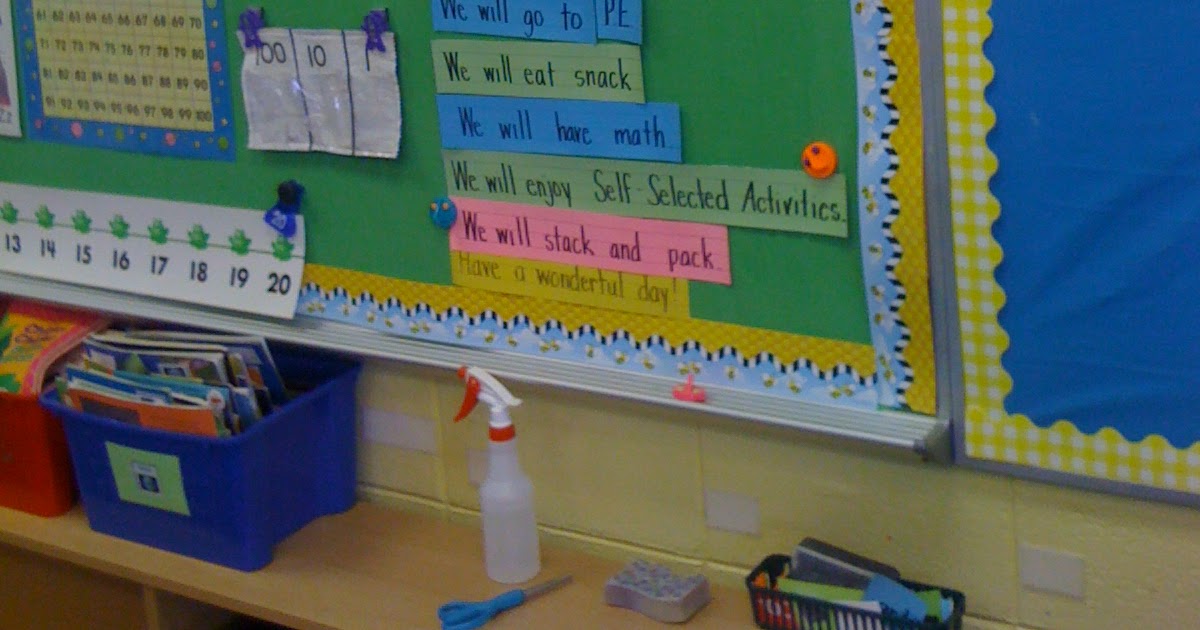 61 62 63 64 65 66 67 68 69 70
71 72 73 74 75 76 77 78 79 80
81 82 83 84 85 86 87 88 89 90
91 92 93 94 95 96 97 98 99 100
Zz
100 10 1
We will go to PE
We will eat snack
We will have math
We will enjoy Self-Selected Activities.
We will stack and pack.
Have a wonderful day!
13 14 15 16 17 18 19 20